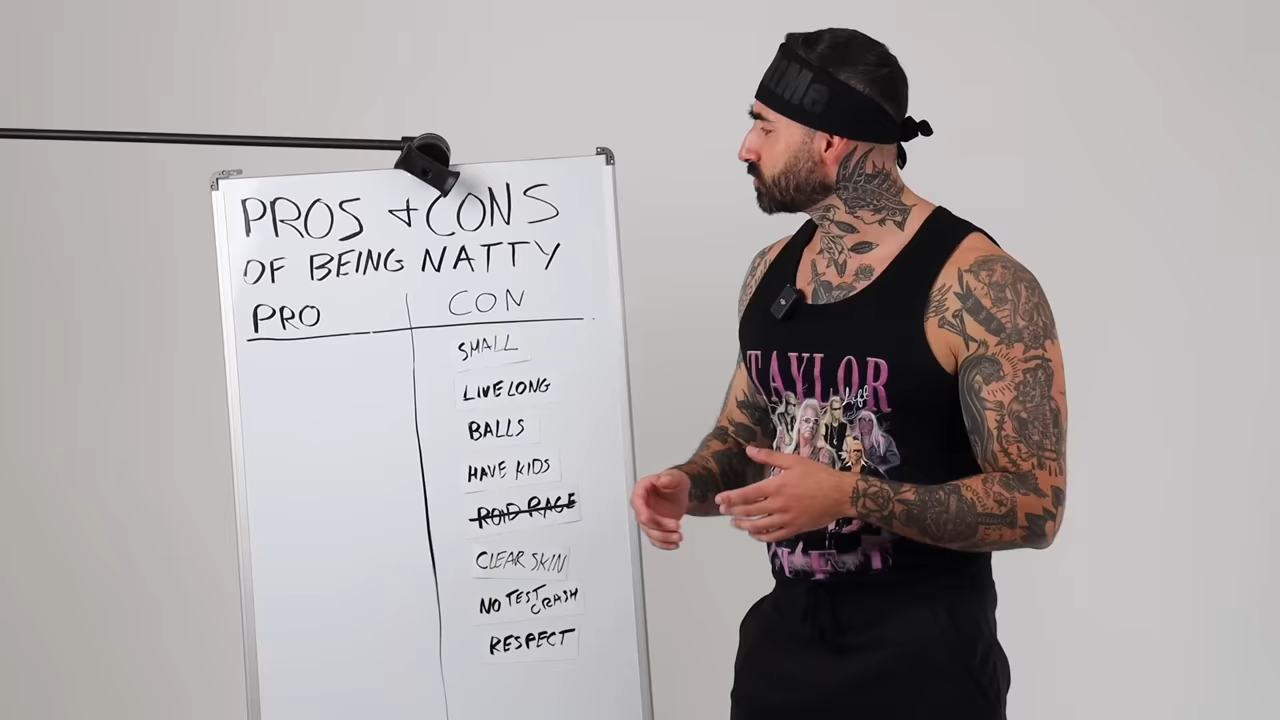 PROS + CONS
OF BEING NATTY
PRO
CON
SMALL
LIVE LONG
BALLS
HAVE KIDS
ROID RAGE
CLEAR SKIN
NO TEST CRASH
RESPECT
TAYLOR